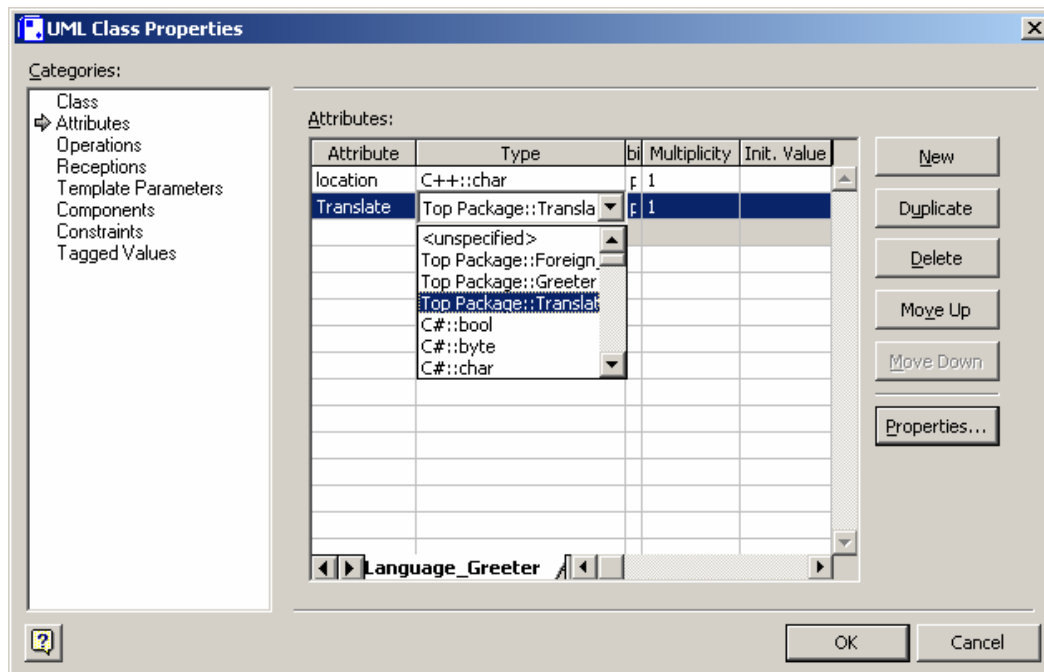 UML Class Properties
Categories:
Class
Attributes
Operations
Receptions
Template Parameters
Components
Constraints
Tagged Values
Attributes:
Attribute Type bi Multiplicity Init. Value
location C++::char p 1
Translate Top Package::Transla p 1
<unspecified>
Top Package::Foreign_
Top Package::Greeter
Top Package::Translat
C#::bool
C#::byte
C#::char
Language_Greeter
New
Duplicate
Delete
Move Up
Move Down
Properties...
?
OK Cancel